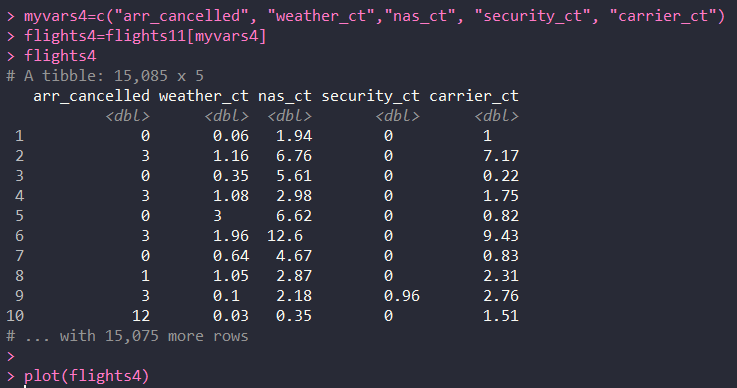 > myvars4=c("arr_cancelled", "weather_ct","nas_ct", "security_ct", "carrier_ct")
> flights4=flights11[myvars4]
> flights4
# A tibble: 15,085 x 5
   arr_cancelled weather_ct nas_ct security_ct carrier_ct
           <dbl>      <dbl>  <dbl>       <dbl>      <dbl>
 1             0       0.06   1.94        0          1
 2             3       1.16   6.76        0          7.17
 3             0       0.35   5.61        0          0.22
 4             3       1.08   2.98        0          1.75
 5             0       3      6.62        0          0.82
 6             3       1.96  12.6         0          9.43
 7             0       0.64   4.67        0          0.83
 8             1       1.05   2.87        0          2.31
 9             3       0.1    2.18        0.96       2.76
10            12       0.03   0.35        0          1.51
# ... with 15,075 more rows
>
> plot(flights4)